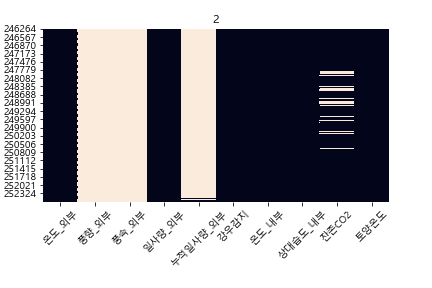 2
246264
246567
246870
247173
247476
247779
248082
248385
248688
248991
249294
249597
249900
250203
250506
250809
251112
251415
251718
252021
252324
온도_외부
풍향_외부
풍속_외부
일사량_외부
누적일사량_외부
강우감지
온도_내부
상대습도_내부
잔존CO2
토양온도